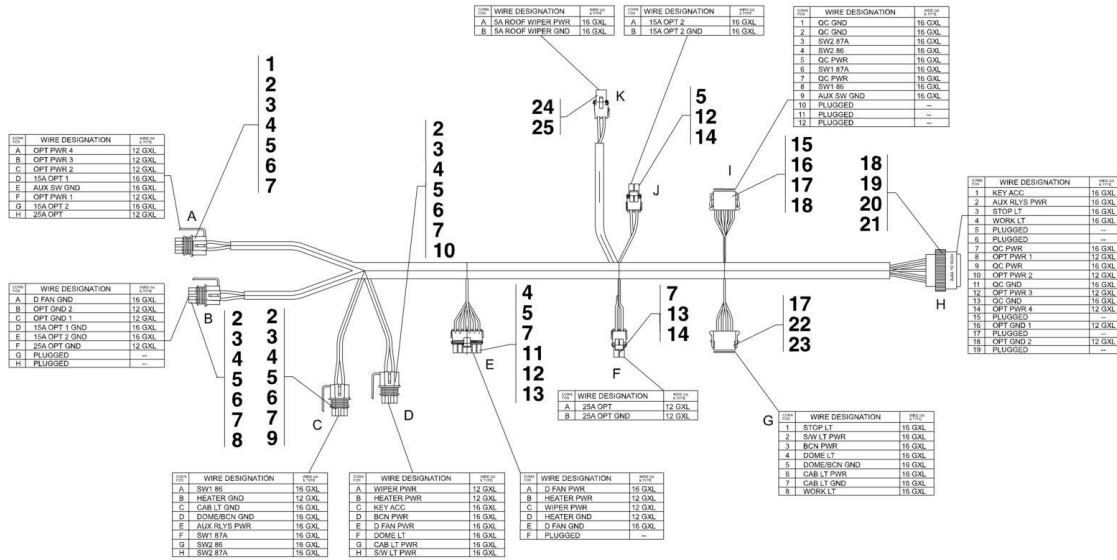 CONN POS WIRE DESIGNATION WIRE GA & TYPE
A 5A ROOF WIPER PWR 16 GXL
B 5A ROOF WIPER GND 16 GXL
CONN POS WIRE DESIGNATION WIRE GA & TYPE
A 15A OPT 2 16 GXL
B 15A OPT 2 GND 16 GXL
CONN POS WIRE DESIGNATION WIRE GA & TYPE
1 QC GND 16 GXL
2 QC GND 16 GXL
3 SW2 87A 16 GXL
4 SW2 86 16 GXL
5 QC PWR 16 GXL
6 SW1 87A 16 GXL
7 QC PWR 16 GXL
8 SW1 86 16 GXL
9 AUX SW GND 16 GXL
10 PLUGGED --
11 PLUGGED --
12 PLUGGED --
1
2
3
4
5
6
7
K
24
25
5
12
14
J
I
15
16
17
18
18
19
20
21
2
3
4
5
6
7
10
CONN POS WIRE DESIGNATION WIRE GA & TYPE
A OPT PWR 4 12 GXL
B OPT PWR 3 12 GXL
C OPT PWR 2 12 GXL
D 15A OPT 1 16 GXL
E AUX SW GND 16 GXL
F OPT PWR 1 12 GXL
G 15A OPT 2 16 GXL
H 25A OPT 12 GXL
A
CONN POS WIRE DESIGNATION WIRE GA & TYPE
1 KEY ACC 16 GXL
2 AUX RLYS PWR 16 GXL
3 STOP LT 16 GXL
4 WORK LT 16 GXL
5 PLUGGED --
6 PLUGGED --
7 QC PWR 16 GXL
8 OPT PWR 1 12 GXL
9 QC PWR 16 GXL
10 OPT PWR 2 12 GXL
11 QC GND 16 GXL
12 OPT PWR 3 12 GXL
13 QC GND 16 GXL
14 OPT PWR 4 12 GXL
15 PLUGGED --
16 OPT GND 1 12 GXL
17 PLUGGED --
18 OPT GND 2 12 GXL
19 PLUGGED --
H
CONN POS WIRE DESIGNATION WIRE GA & TYPE
A D FAN GND 16 GXL
B OPT GND 2 12 GXL
C OPT GND 1 12 GXL
D 15A OPT 1 GND 16 GXL
E 15A OPT 2 GND 16 GXL
F 25A OPT GND 12 GXL
G PLUGGED --
H PLUGGED --
B
2
3
4
5
6
7
8
2
3
4
5
6
7
9
C
D
E
4
5
7
11
12
13
7
13
14
F
17
22
23
G
CONN POS WIRE DESIGNATION WIRE GA & TYPE
A 25A OPT 12 GXL
B 25A OPT GND 12 GXL
CONN POS WIRE DESIGNATION WIRE GA & TYPE
1 STOP LT 16 GXL
2 S/W LT PWR 16 GXL
3 BCN PWR 16 GXL
4 DOME LT 16 GXL
5 DOME/BCN GND 16 GXL
6 CAB LT PWR 16 GXL
7 CAB LT GND 16 GXL
8 WORK LT 16 GXL
CONN POS WIRE DESIGNATION WIRE GA & TYPE
A SW1 86 16 GXL
B HEATER GND 12 GXL
C CAB LT GND 16 GXL
D DOME/BCN GND 16 GXL
E AUX RLYS PWR 16 GXL
F SW1 87A 16 GXL
G SW2 86 16 GXL
H SW2 87A 16 GXL
CONN POS WIRE DESIGNATION WIRE GA & TYPE
A WIPER PWR 12 GXL
B HEATER PWR 12 GXL
C KEY ACC 16 GXL
D BCN PWR 16 GXL
E D FAN PWR 16 GXL
F DOME LT 16 GXL
G CAB LT PWR 16 GXL
H S/W LT PWR 16 GXL
CONN POS WIRE DESIGNATION WIRE GA & TYPE
A D FAN PWR 16 GXL
B HEATER PWR 12 GXL
C WIPER PWR 12 GXL
D HEATER GND 12 GXL
E D FAN GND 16 GXL
F PLUGGED --